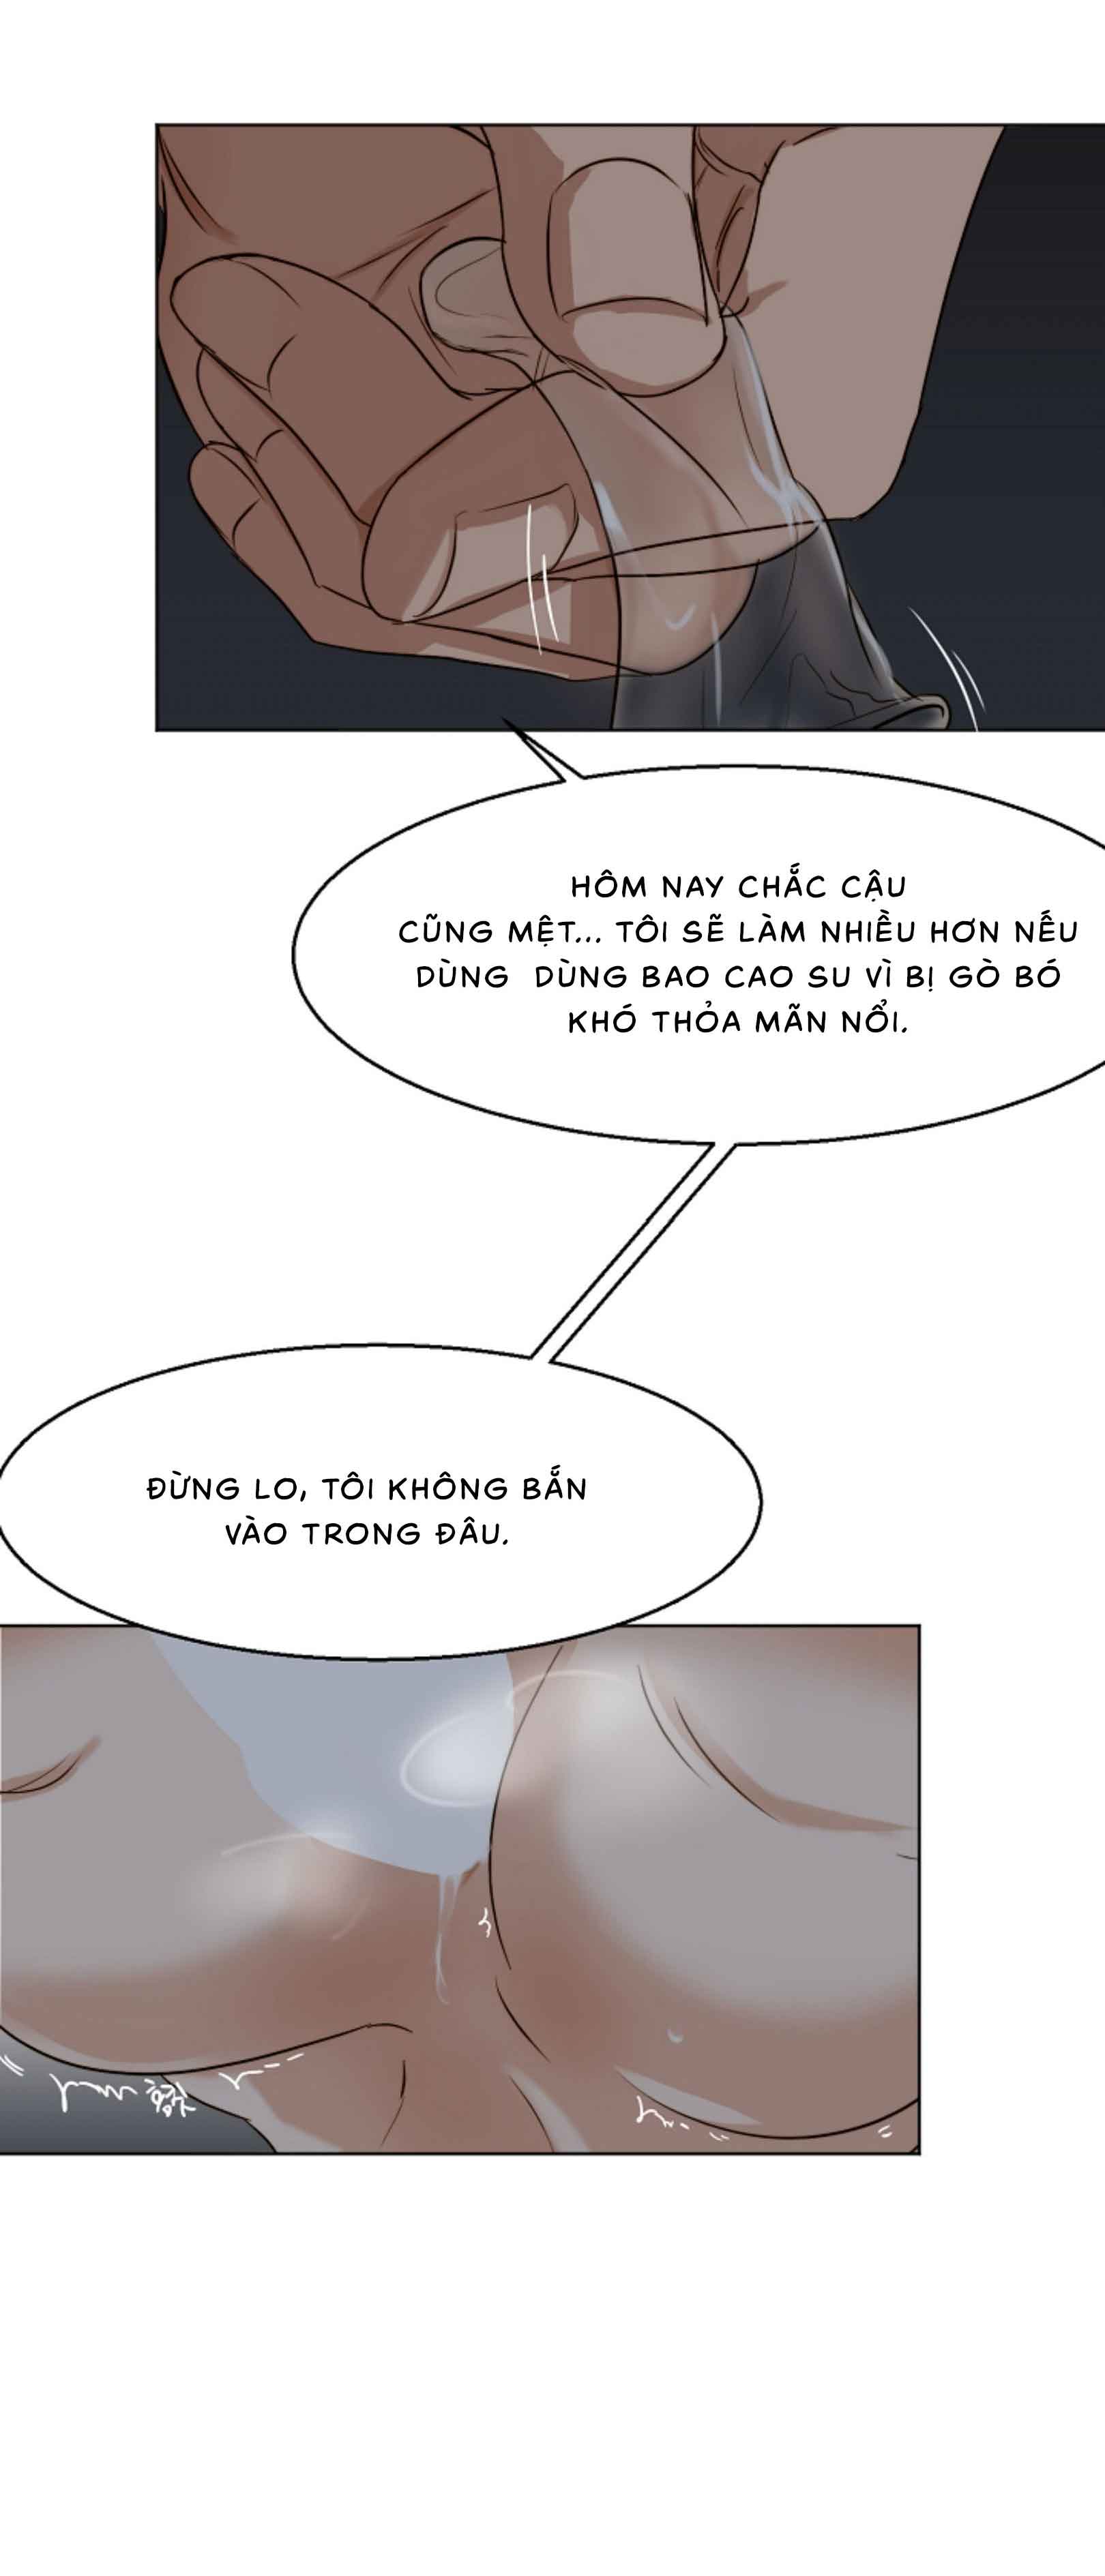 HÔM NAY CHẮC CẬU
CŨNG MỆT... TÔI SẼ LÀM NHIỀU HƠN NẾU
DÙNG DÙNG BAO CAO SU VÌ BỊ GÒ BÓ
KHÓ THỎA MÃN NỔI.
ĐỪNG LO, TÔI KHÔNG BẮN
VÀO TRONG ĐÂU.